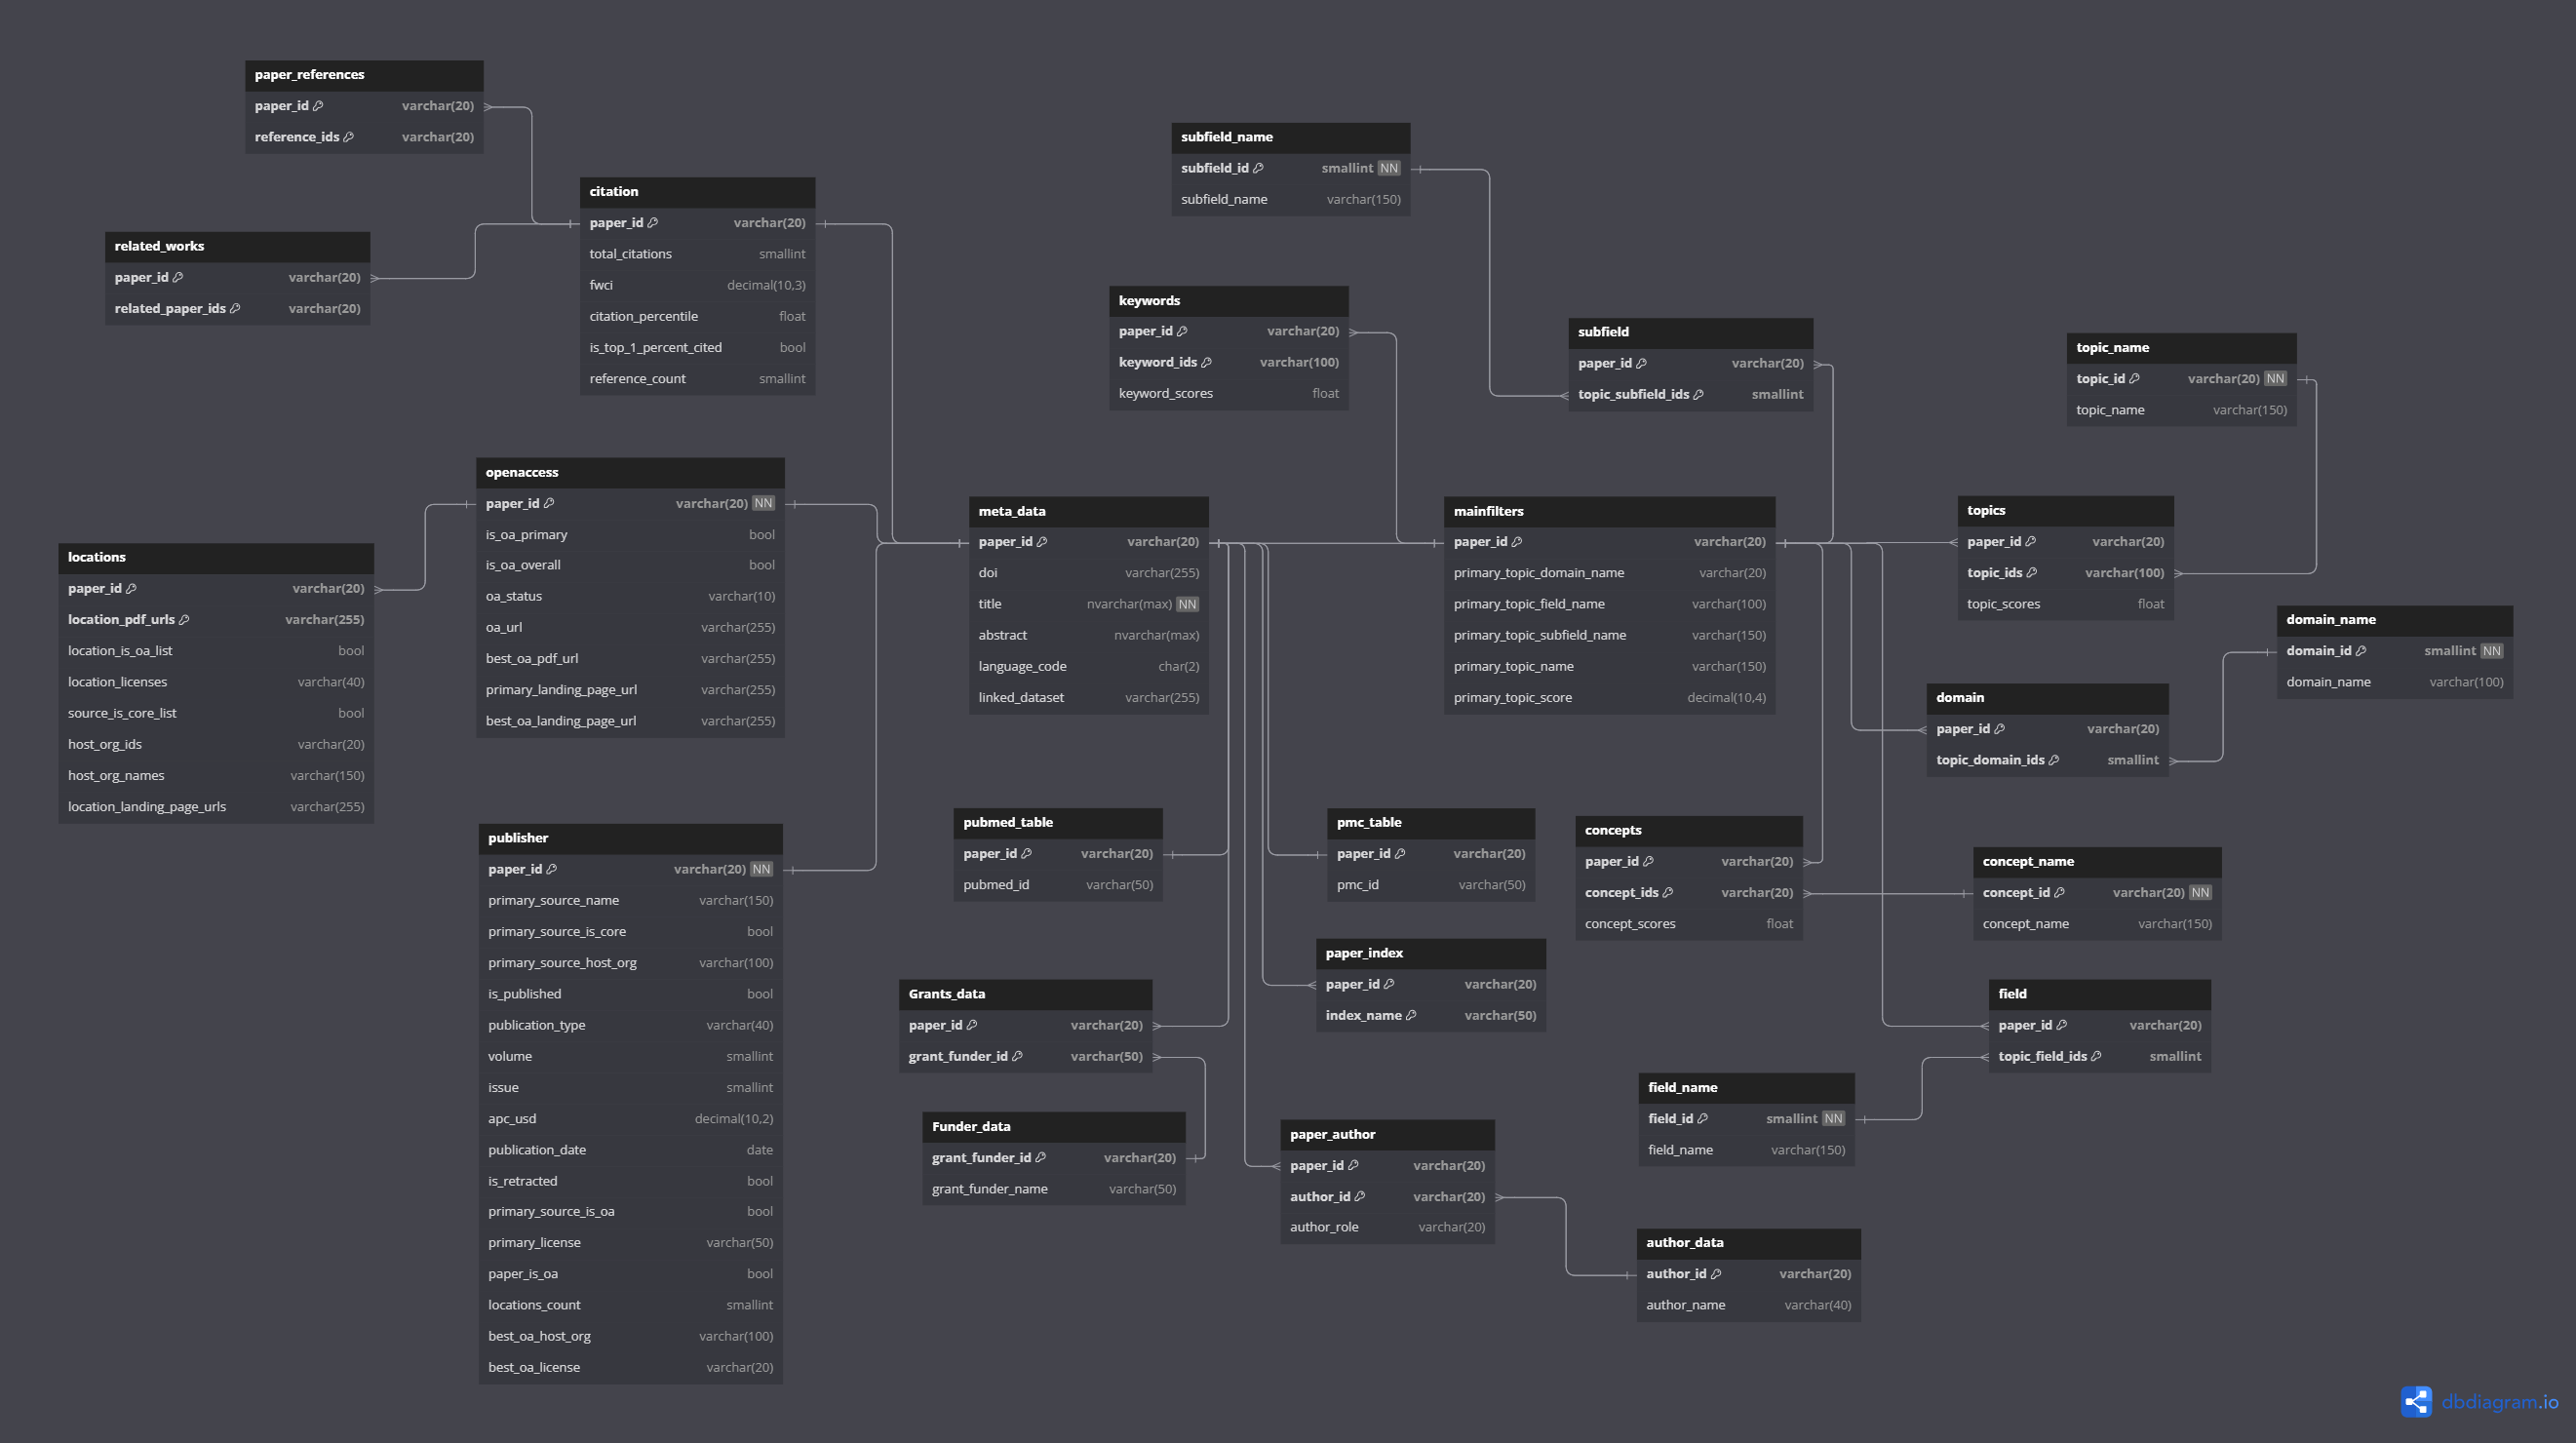 paper_references
paper_id varchar(20)
reference_ids varchar(20)
subfield_name
subfield_id smallint NN
subfield_name varchar(150)
citation
paper_id varchar(20)
total_citations smallint
fwci decimal(10,3)
citation_percentile float
is_top_1_percent_cited bool
reference_count smallint
related_works
paper_id varchar(20)
related_paper_ids varchar(20)
keywords
paper_id varchar(20)
keyword_ids varchar(100)
keyword_scores float
subfield
paper_id varchar(20)
topic_subfield_ids smallint
topic_name
topic_id varchar(20) NN
topic_name varchar(150)
openaccess
paper_id varchar(20) NN
is_oa_primary bool
is_oa_overall bool
oa_status varchar(10)
oa_url varchar(255)
best_oa_pdf_url varchar(255)
primary_landing_page_url varchar(255)
best_oa_landing_page_url varchar(255)
meta_data
paper_id varchar(20)
doi varchar(255)
title nvarchar(max) NN
abstract nvarchar(max)
language_code char(2)
linked_dataset varchar(255)
mainfilters
paper_id varchar(20)
primary_topic_domain_name varchar(20)
primary_topic_field_name varchar(100)
primary_topic_subfield_name varchar(150)
primary_topic_name varchar(150)
primary_topic_score decimal(10,4)
topics
paper_id varchar(20)
topic_ids varchar(100)
topic_scores float
locations
paper_id varchar(20)
location_pdf_urls varchar(255)
location_is_oa_list bool
location_licenses varchar(40)
source_is_core_list bool
host_org_ids varchar(20)
host_org_names varchar(150)
location_landing_page_urls varchar(255)
domain_name
domain_id smallint NN
domain_name varchar(100)
domain
paper_id varchar(20)
topic_domain_ids smallint
publisher
paper_id varchar(20) NN
primary_source_name varchar(150)
primary_source_is_core bool
primary_source_host_org varchar(100)
is_published bool
publication_type varchar(40)
volume smallint
issue smallint
apc_usd decimal(10,2)
publication_date date
is_retracted bool
primary_source_is_oa bool
primary_license varchar(50)
paper_is_oa bool
locations_count smallint
best_oa_host_org varchar(100)
best_oa_license varchar(20)
pubmed_table
paper_id varchar(20)
pubmed_id varchar(50)
pmc_table
paper_id varchar(20)
pmc_id varchar(50)
concepts
paper_id varchar(20)
concept_ids varchar(20)
concept_scores float
concept_name
concept_id varchar(20) NN
concept_name varchar(150)
paper_index
paper_id varchar(20)
index_name varchar(50)
Grants_data
paper_id varchar(20)
grant_funder_id varchar(50)
field
paper_id varchar(20)
topic_field_ids smallint
field_name
field_id smallint NN
field_name varchar(150)
Funder_data
grant_funder_id varchar(20)
grant_funder_name varchar(50)
paper_author
paper_id varchar(20)
author_id varchar(20)
author_role varchar(20)
author_data
author_id varchar(20)
author_name varchar(40)
dbdiagram.io